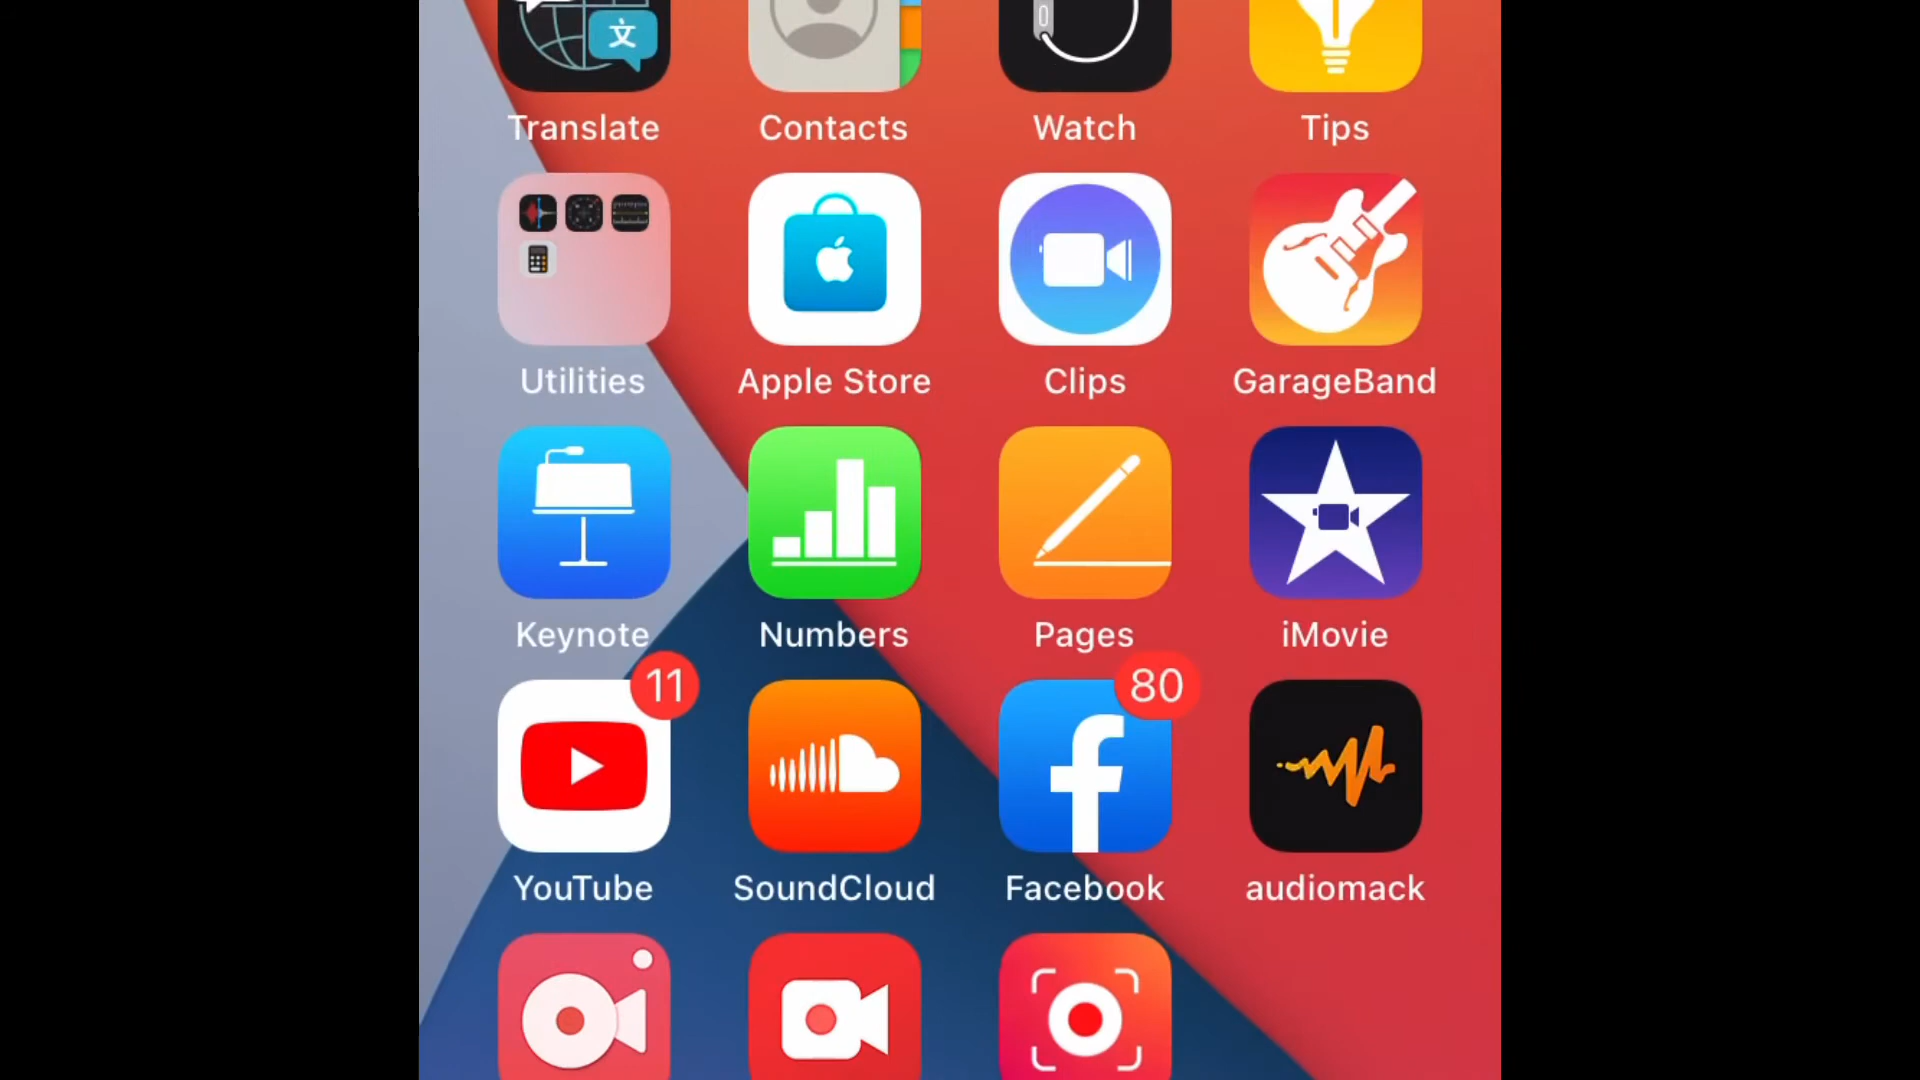 文
Translate Contacts Watch Tips
Utilities Apple Store Clips GarageBand
Keynote Numbers Pages iMovie
11 80
YouTube SoundCloud Facebook audiomack